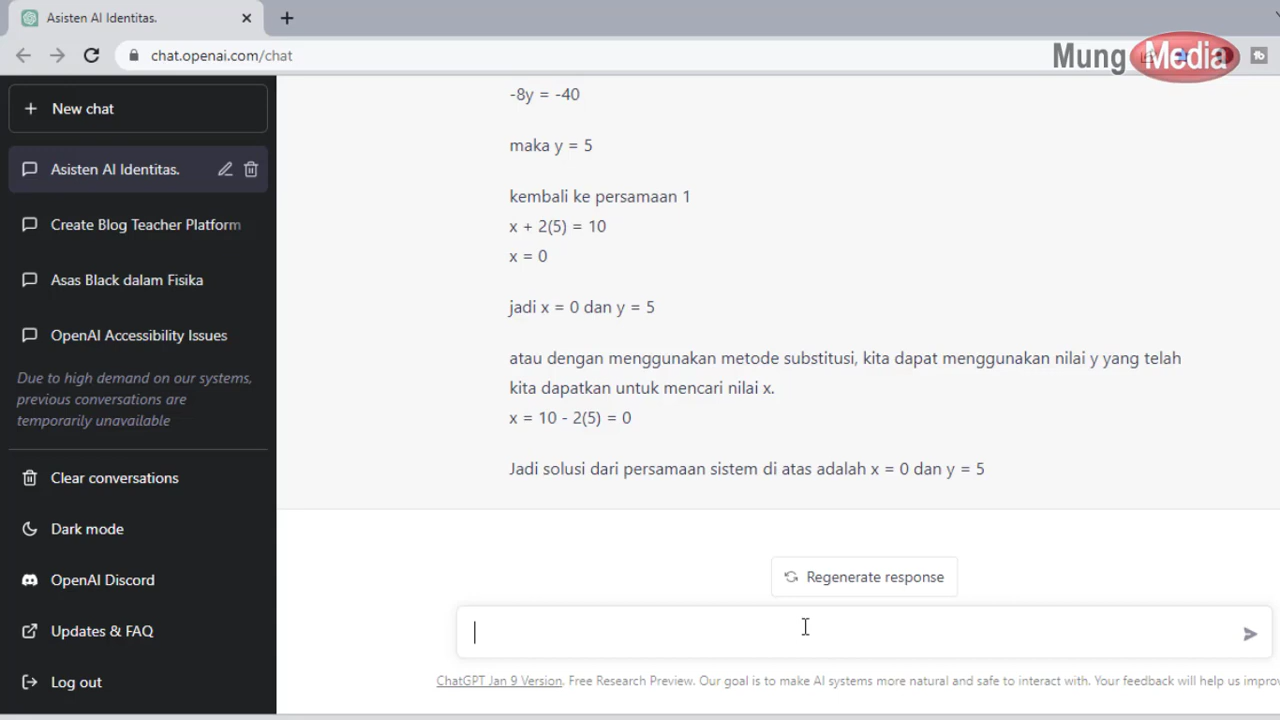 Asisten AI Identitas.
chat.openai.com/chat
Mung Media
New chat
Asisten AI Identitas.
Create Blog Teacher Platform
Asas Black dalam Fisika
OpenAI Accessibility Issues
Due to high demand on our systems,
previous conversations are
temporarily unavailable
Clear conversations
Dark mode
OpenAI Discord
Updates & FAQ
Log out
-8y = -40
maka y = 5
kembali ke persamaan 1
x + 2(5) = 10
x = 0
jadi x = 0 dan y = 5
atau dengan menggunakan metode substitusi, kita dapat menggunakan nilai y yang telah
kita dapatkan untuk mencari nilai x.
x = 10 - 2(5) = 0
Jadi solusi dari persamaan sistem di atas adalah x = 0 dan y = 5
Regenerate response
ChatGPT Jan 9 Version. Free Research Preview. Our goal is to make AI systems more natural and safe to interact with. Your feedback will help us improv